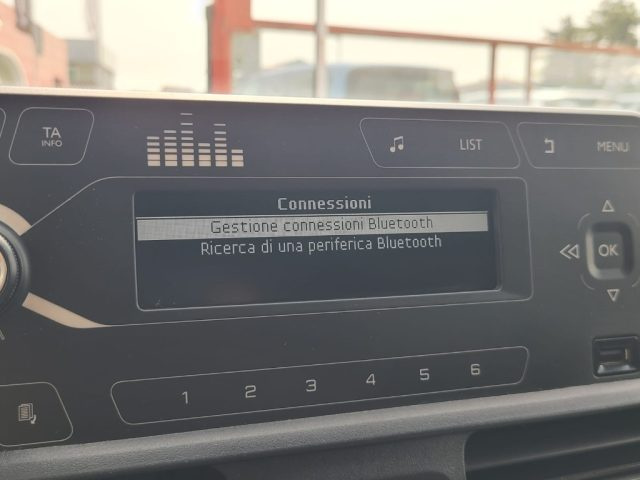 TA
INFO
LIST
MENU
Connessioni
Gestione connessioni Bluetooth
Ricerca di una periferica Bluetooth
OK
1 2 3 4 5 6